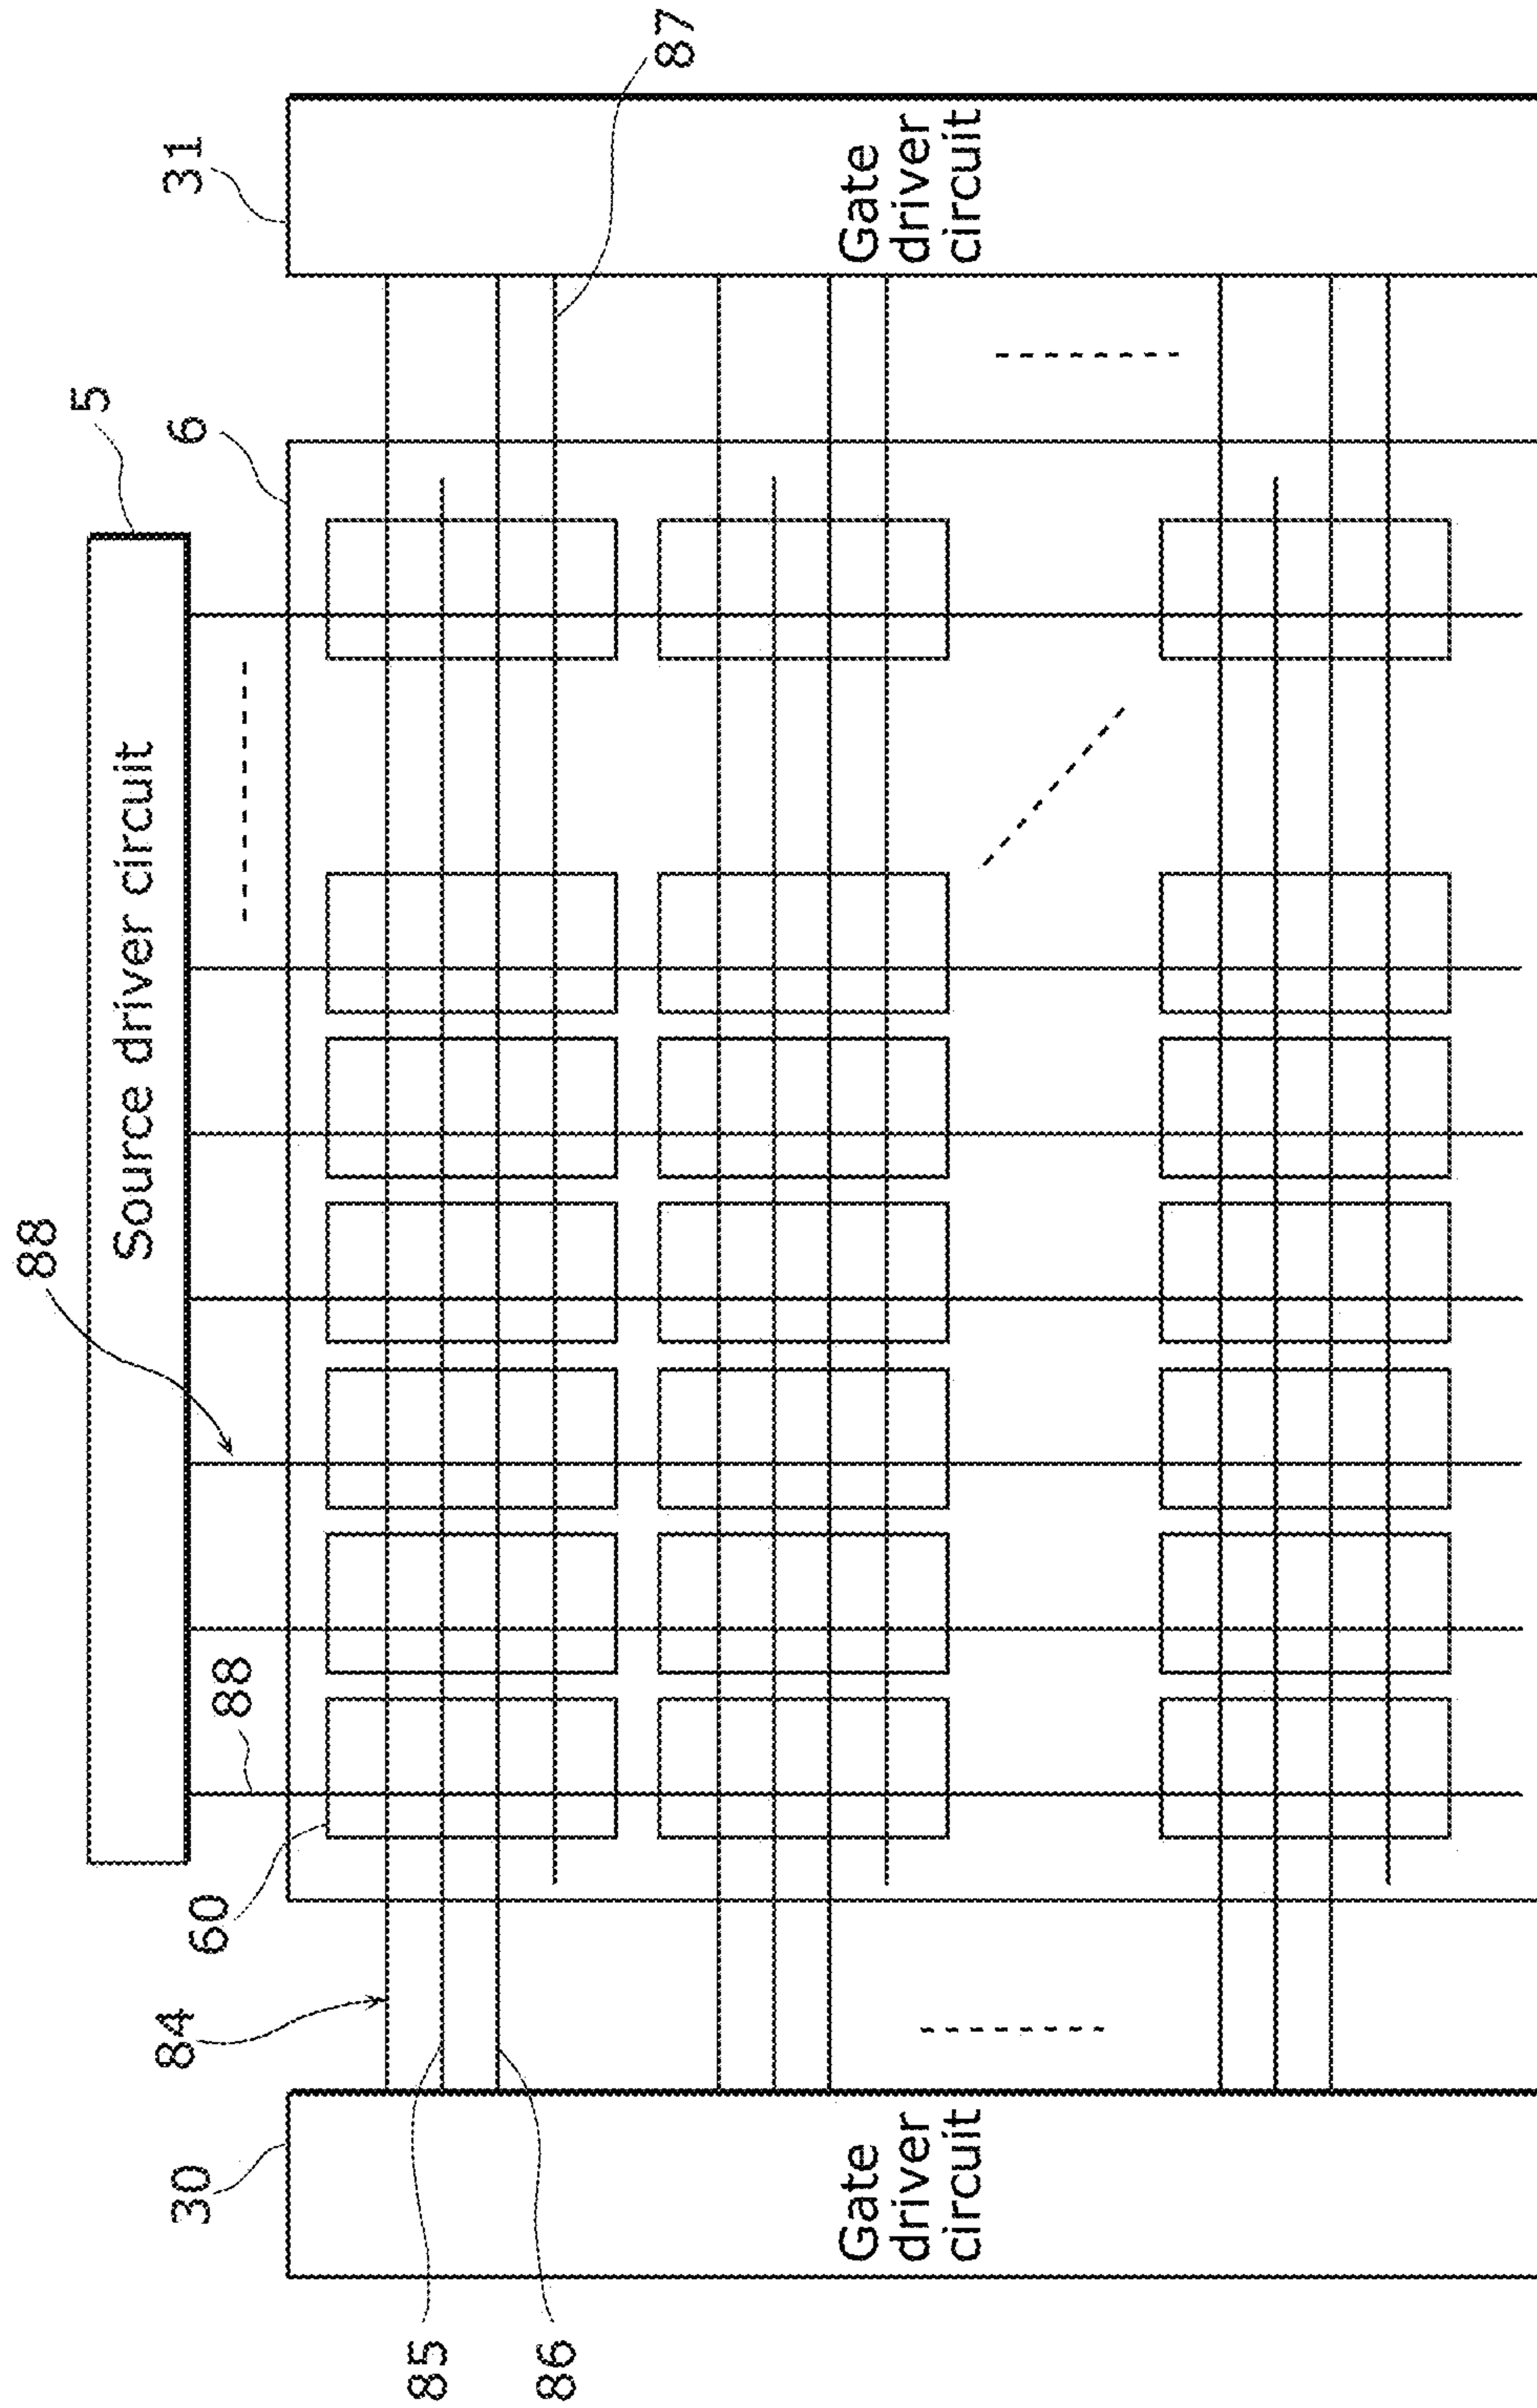 88
5
Source driver circuit
84
60
88
6
31
30
87
85
86
Gate
driver
circuit
Gate
driver
circuit